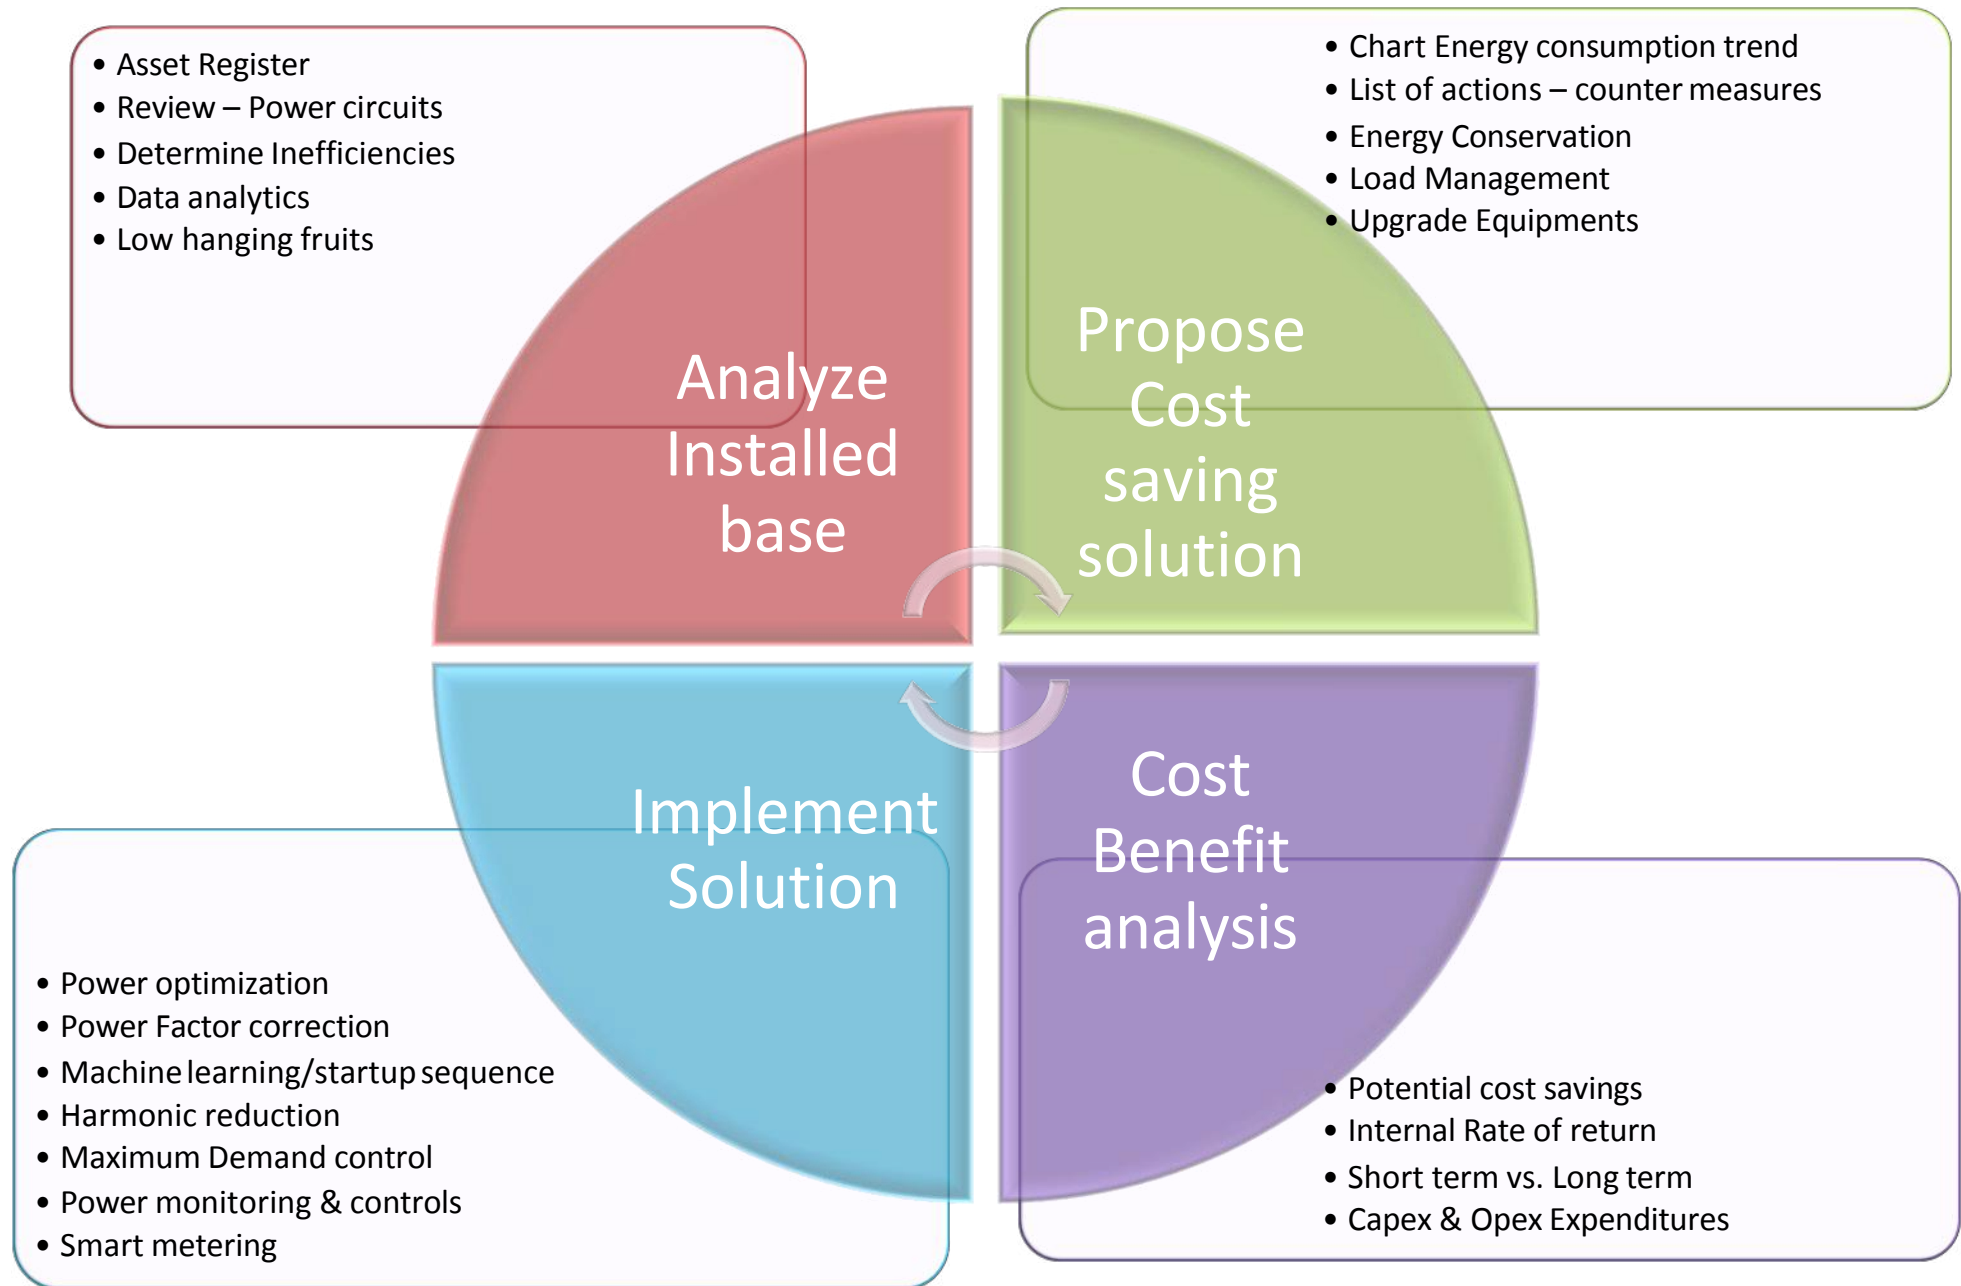 • Asset Register
• Review – Power circuits
• Determine Inefficiencies
• Data analytics
• Low hanging fruits
• Chart Energy consumption trend
• List of actions – counter measures
• Energy Conservation
• Load Management
• Upgrade Equipments
Analyze
Installed
base
Propose
Cost
saving
solution
Implement
Solution
Cost
Benefit
analysis
• Power optimization
• Power Factor correction
• Machine learning/startup sequence
• Harmonic reduction
• Maximum Demand control
• Power monitoring & controls
• Smart metering
• Potential cost savings
• Internal Rate of return
• Short term vs. Long term
• Capex & Opex Expenditures